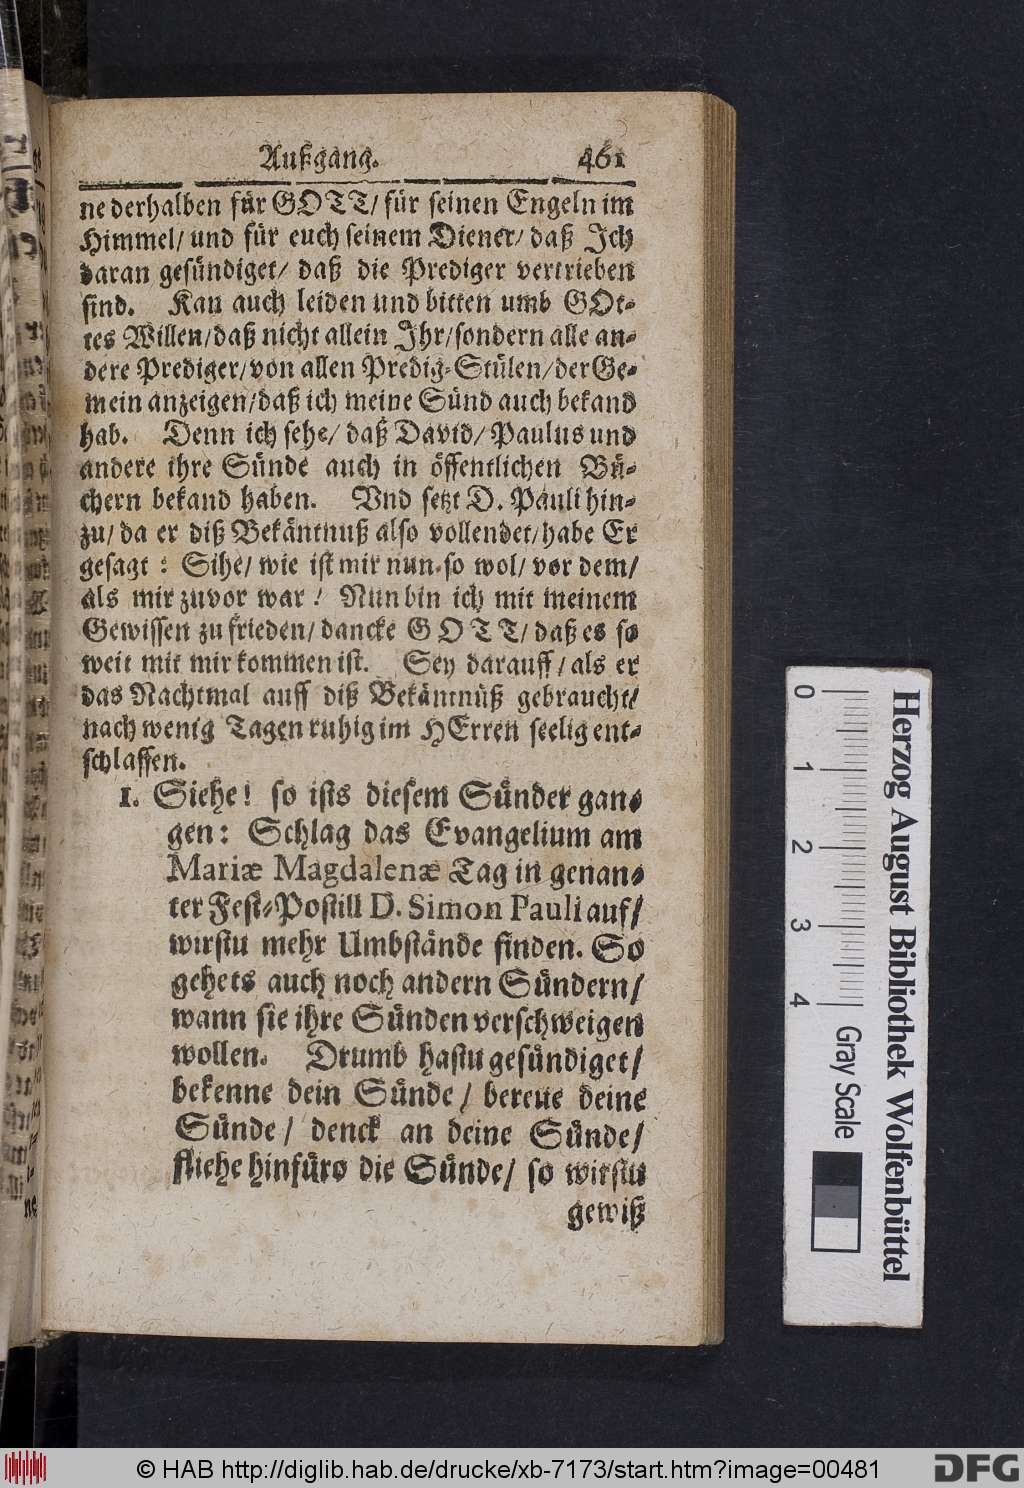 Außgang. 461
ne derhalben für GOTT/ für seinen Engeln im
Himmel/ und für euch seinem Diener/ daß Ich
daran gesündiget/ daß die Prediger vertrieben
sind. Kan auch leiden und bitten umb GOt-
tes Willen/ daß nicht allein Ihr/ sondern alle an-
dere Prediger/ von allen Predig-Stülen/ der Ge-
mein anzeigen/ daß ich meine Sünd auch bekand
hab. Denn ich sehe/ daß David/ Paulus und
andere ihre Sünde auch in öffentlichen Bü-
chern bekand haben. Vnd setzt D. Pauli hin-
zu/ da er diß Bekäntnuß also vollendet/ habe Er
gesagt: Sihe/ wie ist mir nun so wol/ vor dem/
als mir zuvor war! Nun bin ich mit meinem
Gewissen zu frieden/ dancke GOTT/ daß es so
weit mit mir kommen ist. Sey darauff/ als er
das Nachtmal auff diß Bekäntnüß gebraucht/
nach wenig Tagen ruhig im HErren seelig ent-
schlaffen.
1. Siehe! so ists diesem Sünder gan-
gen: Schlag das Evangelium am
Mariæ Magdalenæ Tag in genan-
ter Fest-Postill D. Simon Pauli auf/
wirstu mehr Umbstände finden. So
gehets auch noch andern Sündern/
wann sie ihre Sünden verschweigen
wollen. Drumb hastu gesündiget/
bekenne dein Sünde/ bereue deine
Sünde/ denck an deine Sünde/
fliehe hinfüro die Sünde/ so wirstu
gewiß
0 1 2 3 4
Gray Scale
Herzog August Bibliothek Wolfenbüttel
© HAB http://diglib.hab.de/drucke/xb-7173/start.htm?image=00481
DFG